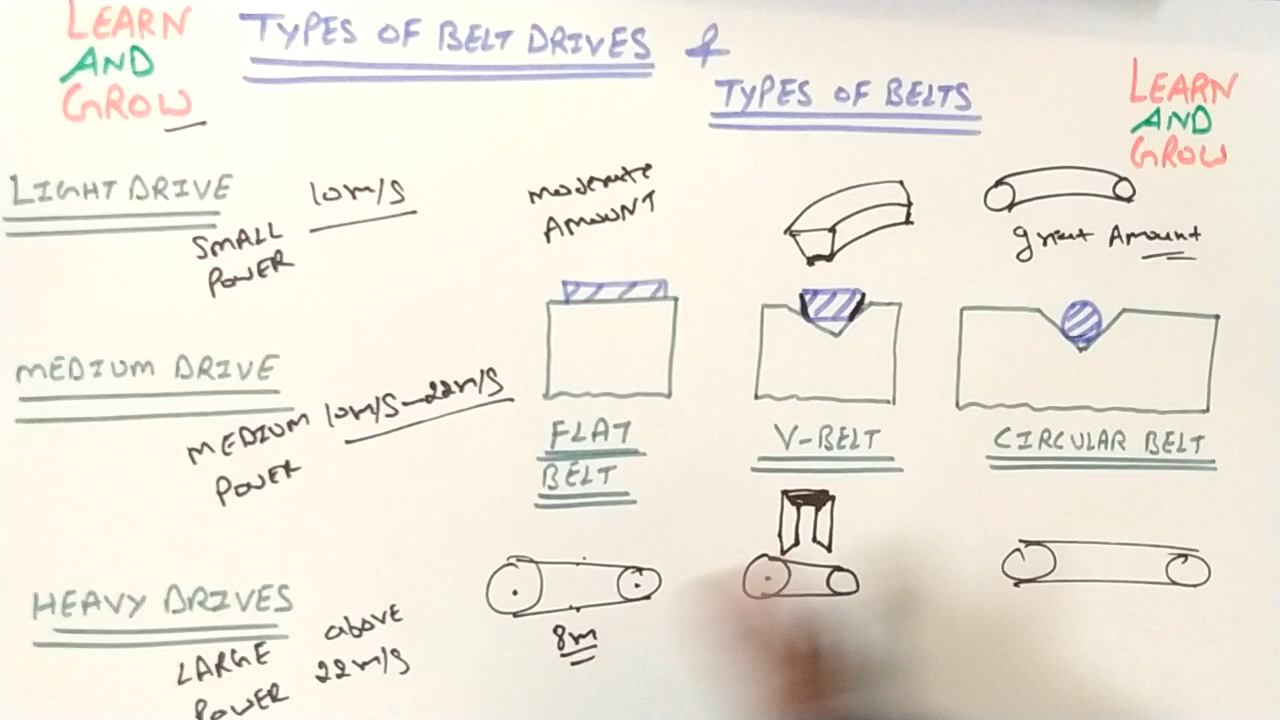 LEARN
AND
GROW
TYPES OF BELT DRIVES &
TYPES OF BELTS
LEARN
AND
GROW
LIGHT DRIVE
10m/s
SMALL
POWER
moderate
AMOUNT
great Amount
MEDIUM DRIVE
MEDIUM 10m/s-22m/s
POWER
FLAT
BELT
V-BELT
CIRCULAR BELT
HEAVY DRIVES
LARGE
POWER
above
22m/s
8m